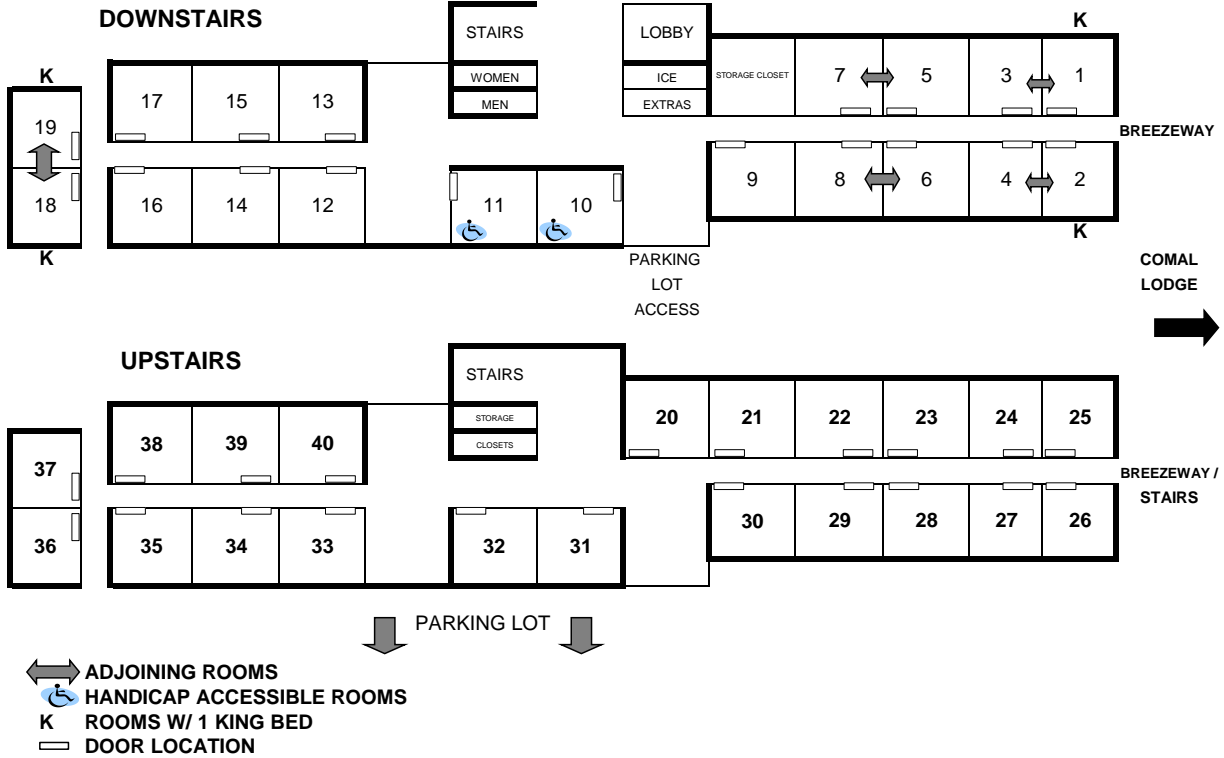 DOWNSTAIRS
STAIRS
LOBBY
K
K
WOMEN
ICE
STORAGE CLOSET
7
5
3
1
17
15
13
MEN
EXTRAS
19
BREEZEWAY
18
16
14
12
11
10
9
8
6
4
2
K
K
PARKING
LOT
ACCESS
COMAL
LODGE
UPSTAIRS
STAIRS
STORAGE
CLOSETS
20
21
22
23
24
25
38
39
40
37
BREEZEWAY /
STAIRS
36
35
34
33
32
31
30
29
28
27
26
PARKING LOT
ADJOINING ROOMS
HANDICAP ACCESSIBLE ROOMS
K ROOMS W/ 1 KING BED
DOOR LOCATION